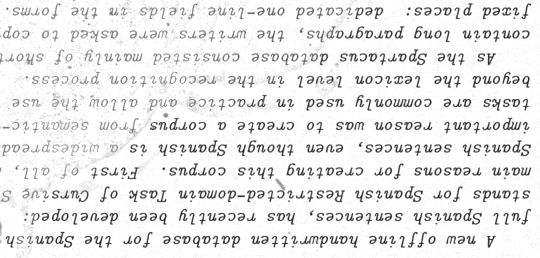 A new offline handwritten database for the Spanish
full Spanish sentences, has recently been developed:
stands for Spanish Restricted-domain Task of Cursive S
main reasons for creating this corpus. First of all,
Spanish sentences, even though Spanish is a widespread
important reason was to create a corpus from semantic-
tasks are commonly used in practice and allow the use
beyond the lexicon level in the recognition process.
As the Spartacus database consisted mainly of short
contain long paragraphs, the writers were asked to copy
fixed places: dedicated one-line fields in the forms.